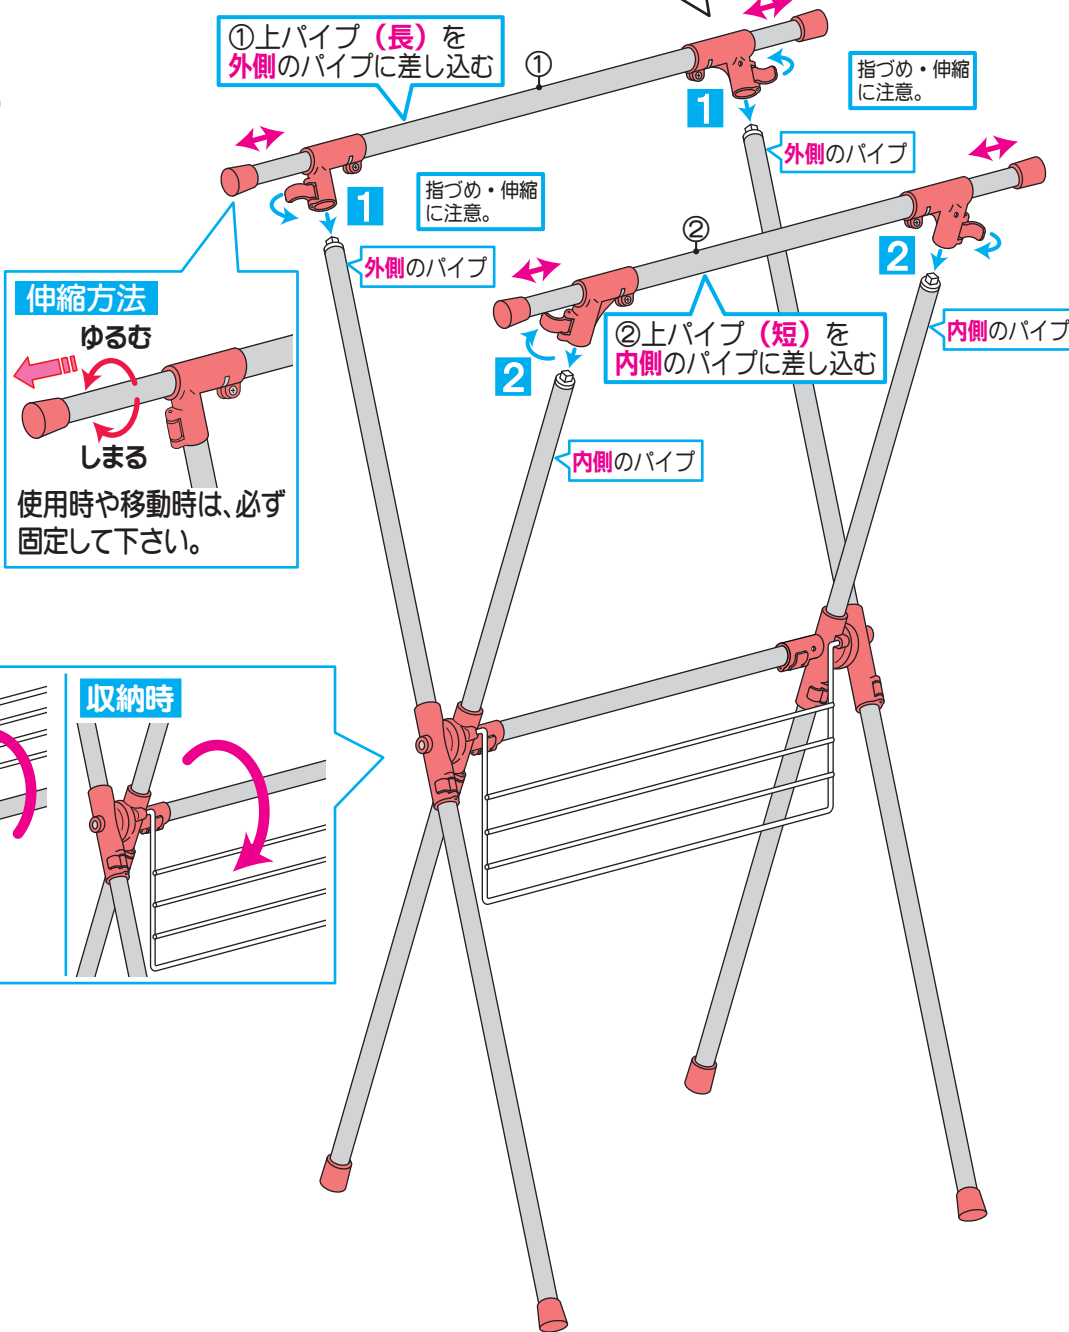 ①上パイプ（長）を
外側のパイプに差し込む
①
指づめ・伸縮
に注意。
1
外側のパイプ
1
指づめ・伸縮
に注意。
外側のパイプ
②
2
内側のパイプ
②上パイプ（短）を
内側のパイプに差し込む
2
内側のパイプ
伸縮方法
ゆるむ
しまる
使用時や移動時は、必ず
固定して下さい。
収納時